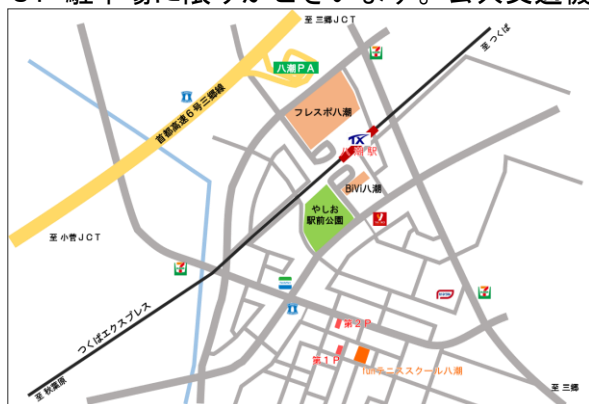 至 三郷JCT
至 つくば
八潮PA
首都高速6号三郷線
フレスポ八潮
TX
八潮 駅
BiVi八潮
やしお
駅前公園
至 小菅JCT
つくばエクスプレス
第2P
第1P
テニススクール八潮
至 秋葉原
至 三郷